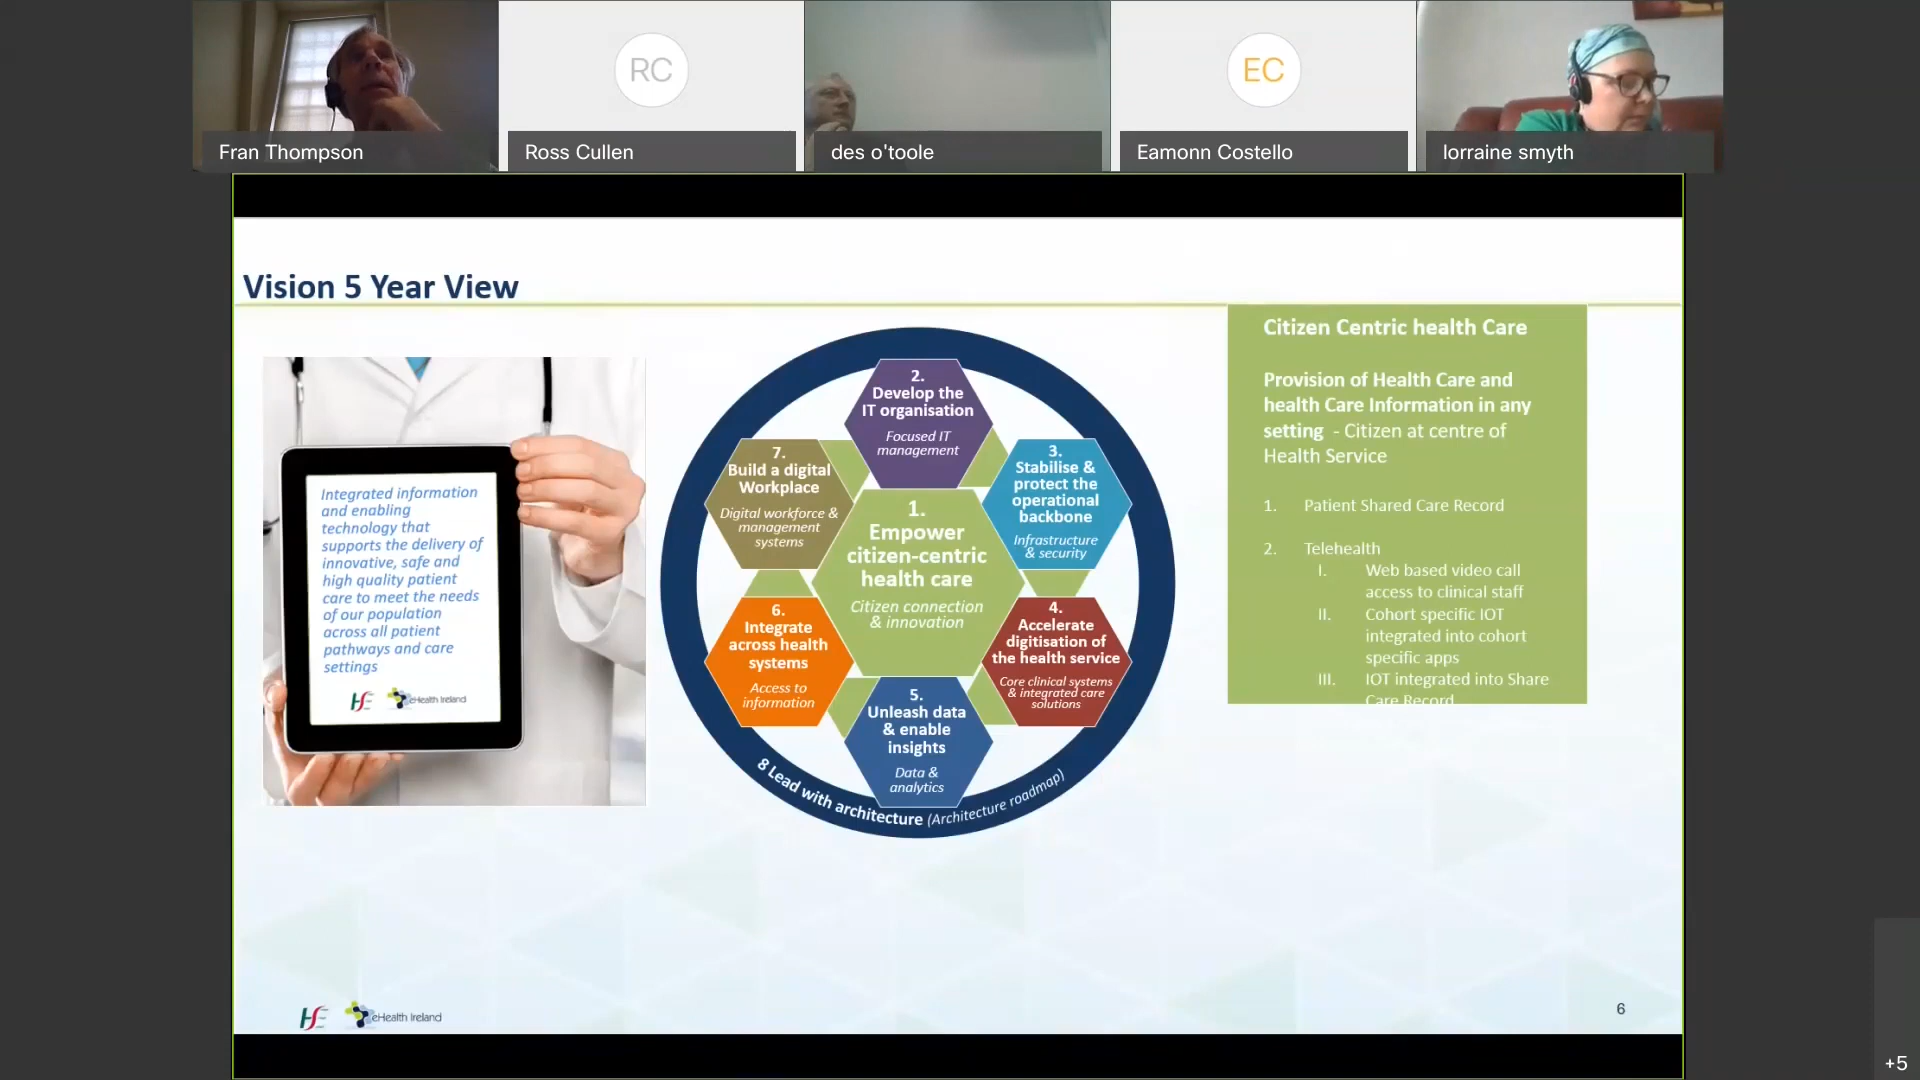 RC
EC
Fran Thompson
Ross Cullen
des o'toole
Eamonn Costello
lorraine smyth
Vision 5 Year View
Integrated information
and enabling
technology that
supports the delivery of
innovative, safe and
high quality patient
care to meet the needs
of our population
across all patient
pathways and care
settings
eHealth Ireland
2.
Develop the
IT organisation
Focused IT
management
3.
Stabilise &
protect the
operational
backbone
Infrastructure
& security
7.
Build a digital
Workplace
Digital workforce &
management
systems
1.
Empower
citizen-centric
health care
Citizen connection
& innovation
6.
Integrate
across health
systems
Access to
information
4.
Accelerate
digitisation of
the health service
Core clinical systems
& integrated care
solutions
5.
Unleash data
& enable
insights
Data &
analytics
8 Lead with architecture (Architecture roadmap)
Citizen Centric health Care
Provision of Health Care and
health Care Information in any
setting - Citizen at centre of
Health Service
1. Patient Shared Care Record
2. Telehealth
I. Web based video call
access to clinical staff
II. Cohort specific IOT
integrated into cohort
specific apps
III. IOT integrated into Share
Care Record
eHealth Ireland
6
+5